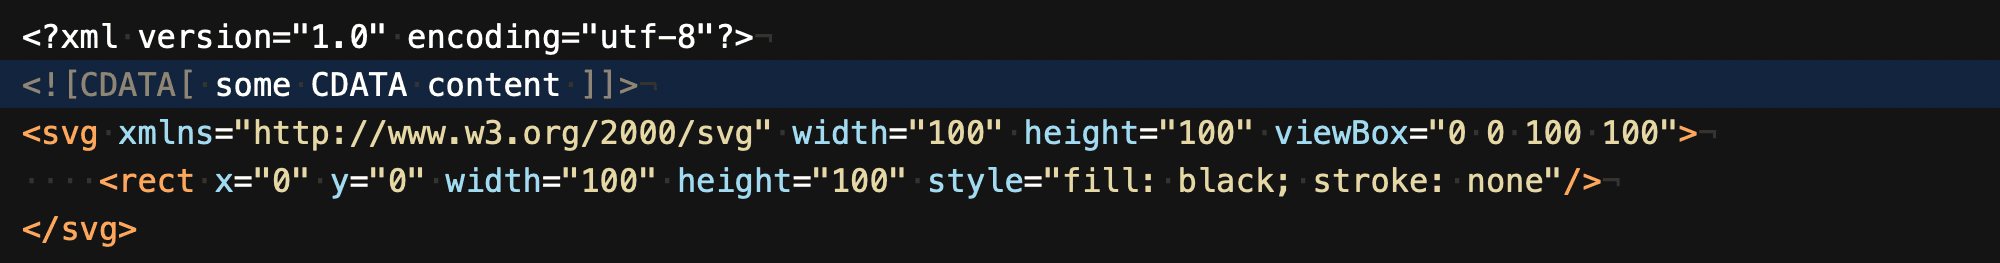 <?xml version="1.0" encoding="utf-8"?>
<![CDATA[ some CDATA content ]]>
<svg xmlns="http://www.w3.org/2000/svg" width="100" height="100" viewBox="0 0 100 100">
    <rect x="0" y="0" width="100" height="100" style="fill: black; stroke: none"/>
</svg>